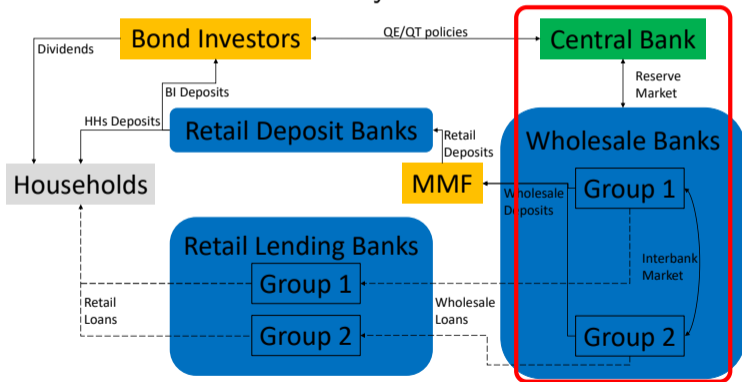 Bond Investors
QE/QT policies
Central Bank
Dividends
BI Deposits
Reserve
Market
HHs Deposits
Retail Deposit Banks
Retail
Deposits
Wholesale Banks
Households
MMF
Wholesale
Deposits
Group 1
Retail Lending Banks
Group 1
Interbank
Market
Retail
Loans
Wholesale
Loans
Group 2
Group 2